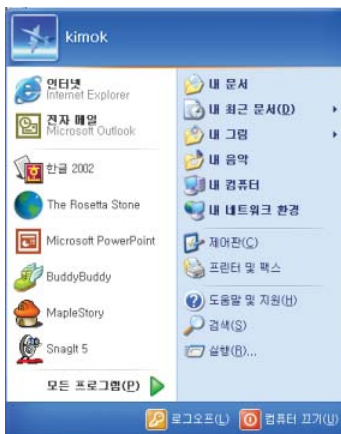 kimok
인터넷
Internet Explorer
전자 메일
Microsoft Outlook
한글 2002
The Rosetta Stone
Microsoft PowerPoint
BuddyBuddy
MapleStory
SnagIt 5
모든 프로그램(P)
내 문서
내 최근 문서(D)
내 그림
내 음악
내 컴퓨터
내 네트워크 환경
제어판(C)
프린터 및 팩스
도움말 및 지원(H)
검색(S)
실행(R)...
로그오프(L)
컴퓨터 끄기(U)